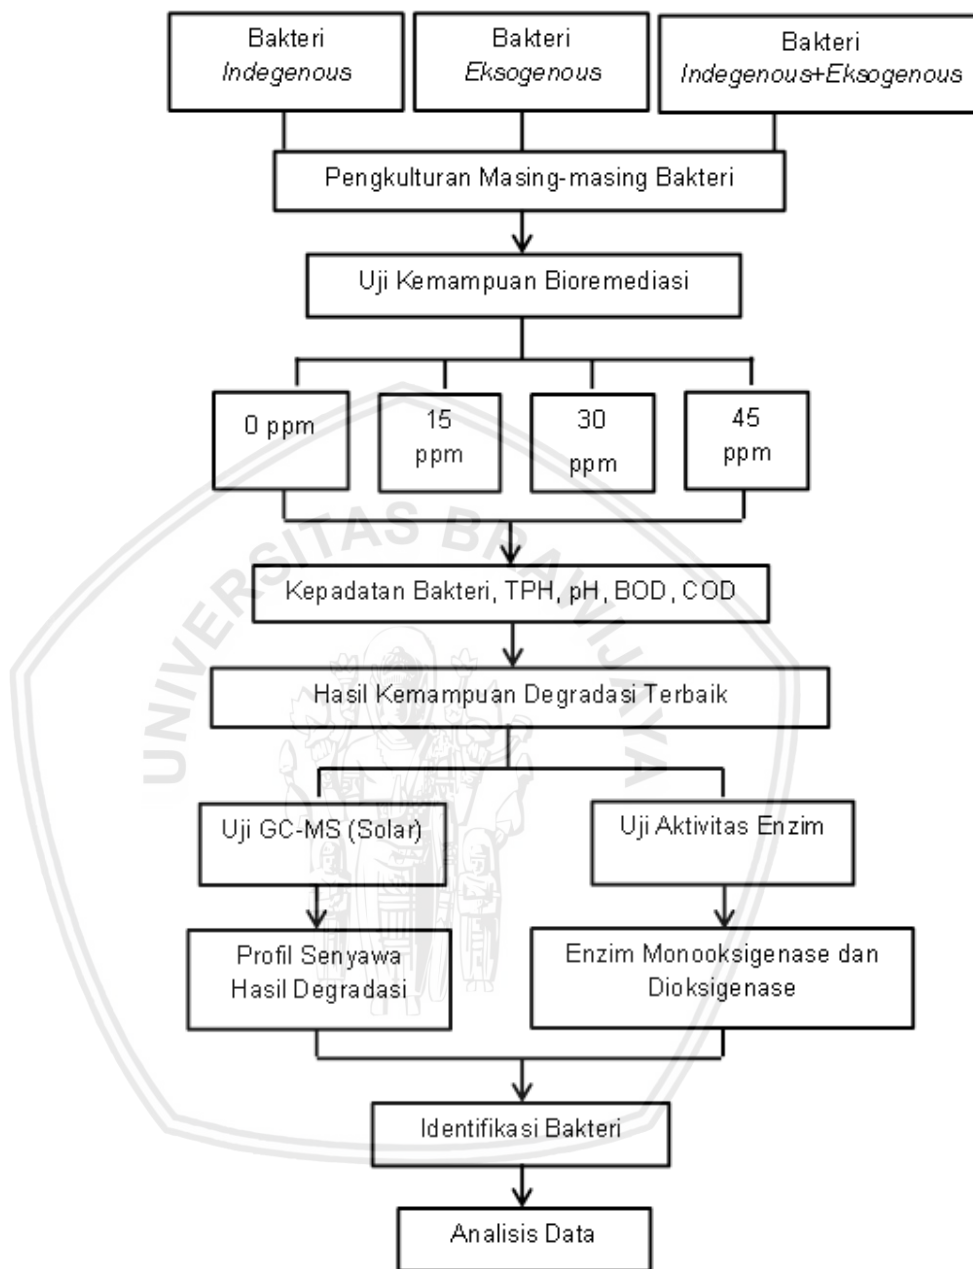 Bakteri
Indegenous
Bakteri
Eksogenous
Bakteri
Indegenous+Eksogenous
Pengkulturan Masing-masing Bakteri
Uji Kemampuan Bioremediasi
0 ppm
15
ppm
30
ppm
45
ppm
Kepadatan Bakteri, TPH, pH, BOD, COD
Hasil Kemampuan Degradasi Terbaik
Uji GC-MS (Solar)
Uji Aktivitas Enzim
Profil Senyawa
Hasil Degradasi
Enzim Monooksigenase dan
Dioksigenase
Identifikasi Bakteri
Analisis Data
UNIVERSITAS BRAWIJAYA